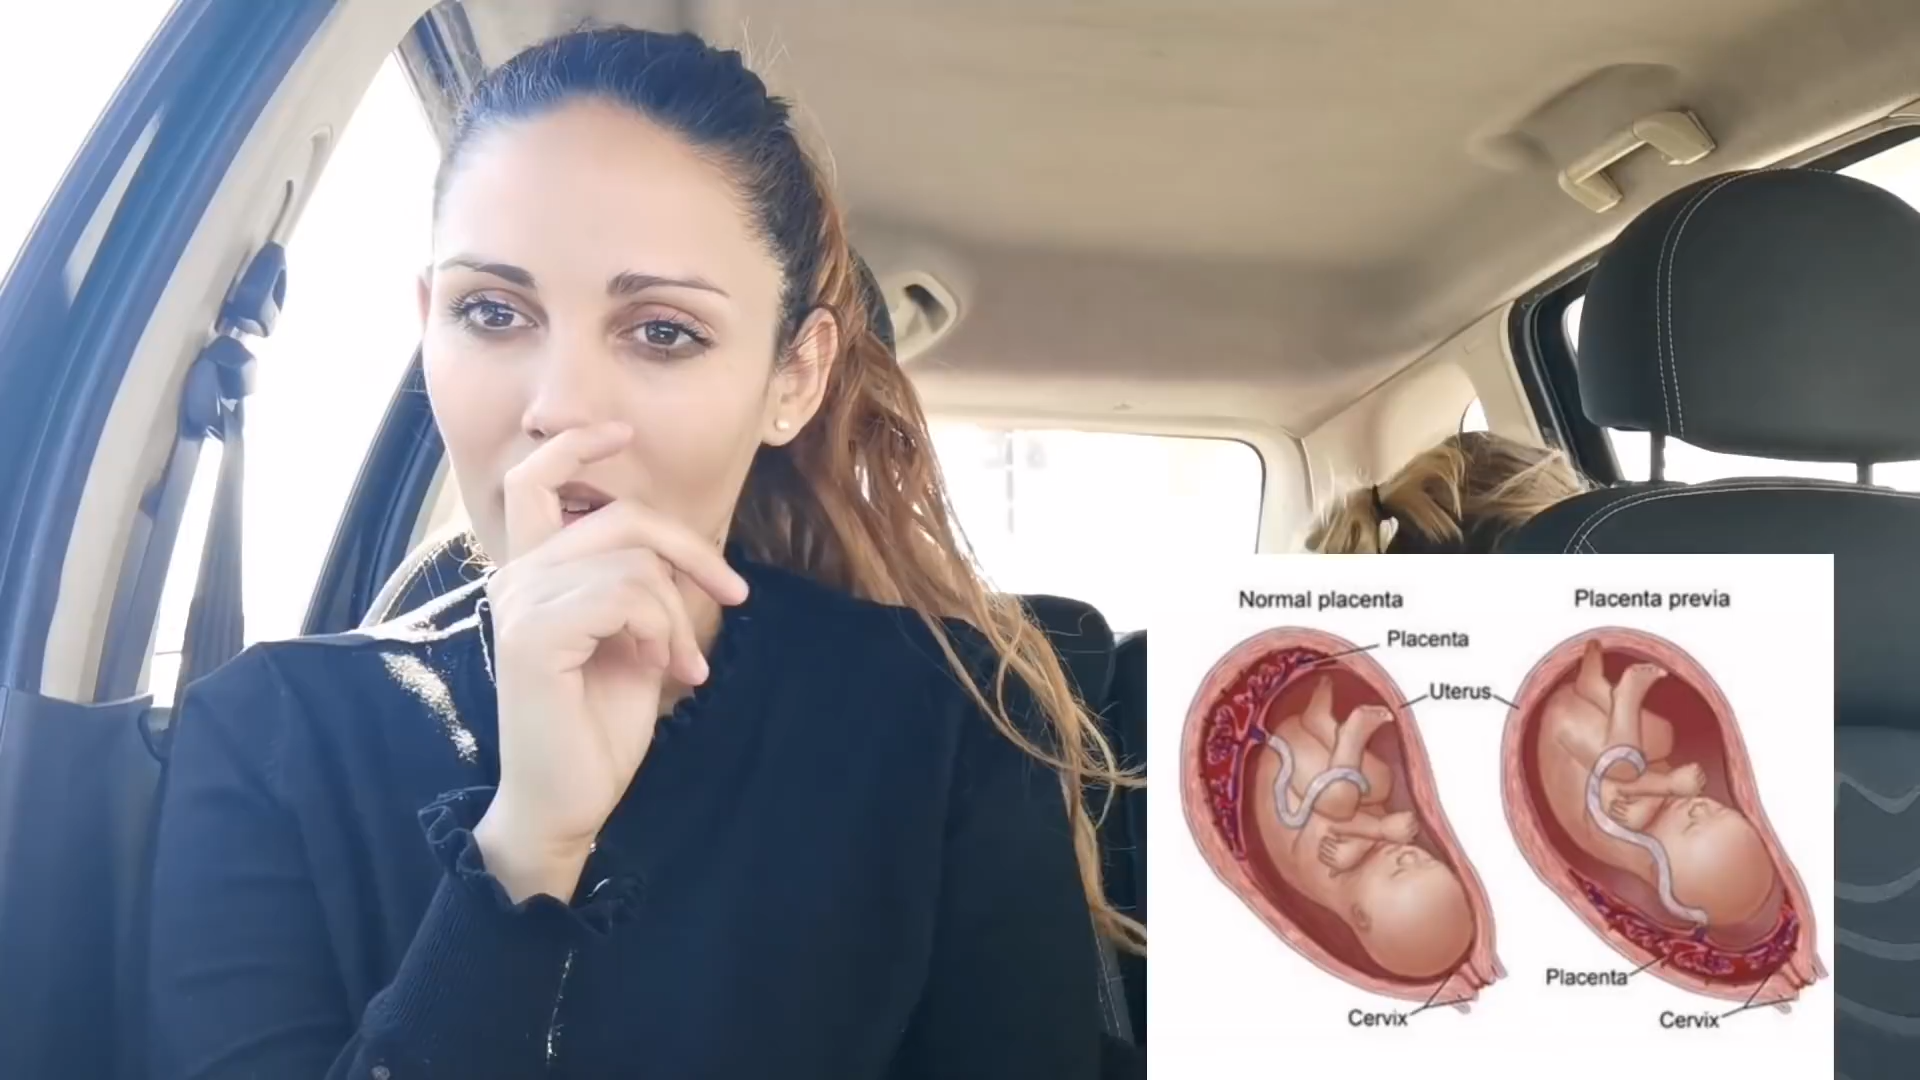 Normal placenta
Placenta previa
Placenta
Uterus
Placenta
Cervix
Cervix